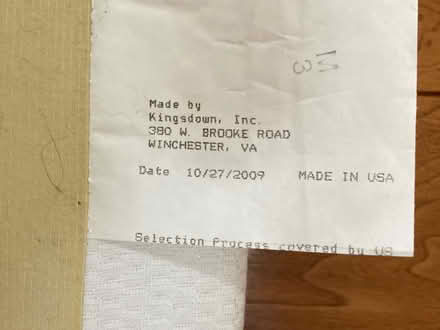 Made by
Kingsdown, Inc.
380 W. BROOKE ROAD
WINCHESTER, VA
Date 10/27/2009 MADE IN USA
Selection Process covered by US